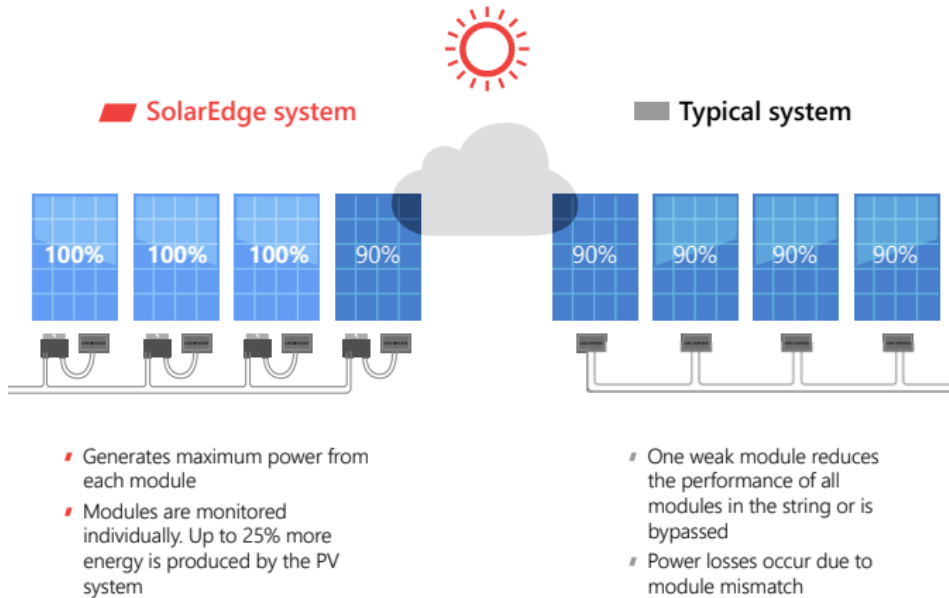 SolarEdge system
Typical system
100%
100%
100%
90%
90%
90%
90%
90%
Generates maximum power from
each module
Modules are monitored
individually. Up to 25% more
energy is produced by the PV
system
One weak module reduces
the performance of all
modules in the string or is
bypassed
Power losses occur due to
module mismatch